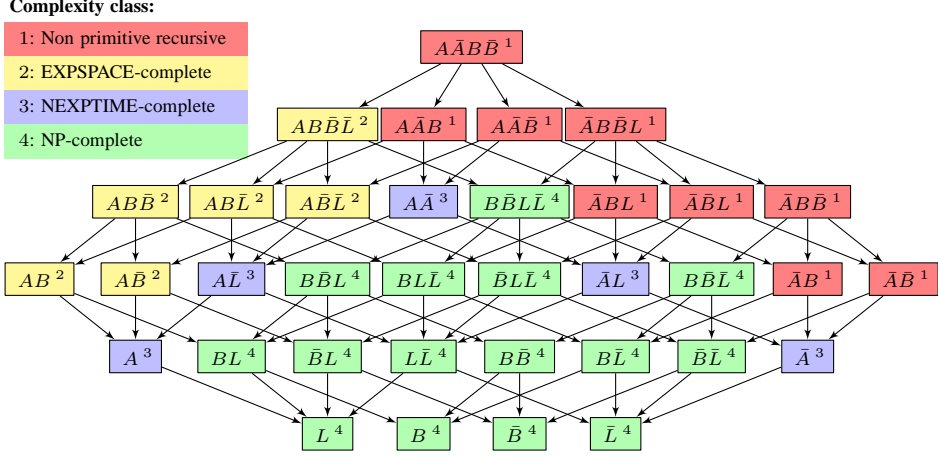 Complexity class:
1: Non primitive recursive
2: EXPSPACE-complete
3: NEXPTIME-complete
4: NP-complete
AĀBB̄ ¹
ABB̄L̄ ² AĀB ¹ AĀB̄ ¹ ĀBB̄L ¹
ABB̄ ² ABL̄ ² AB̄L̄ ² AĀ ³ BB̄LL̄ ⁴ ĀBL ¹ ĀB̄L ¹ ĀBB̄ ¹
AB ² AB̄ ² AL̄ ³ BB̄L ⁴ BLL̄ ⁴ B̄LL̄ ⁴ ĀL ³ BB̄L̄ ⁴ ĀB ¹ ĀB̄ ¹
A ³ BL ⁴ B̄L ⁴ LL̄ ⁴ BB̄ ⁴ BL̄ ⁴ B̄L̄ ⁴ Ā ³
L ⁴ B ⁴ B̄ ⁴ L̄ ⁴